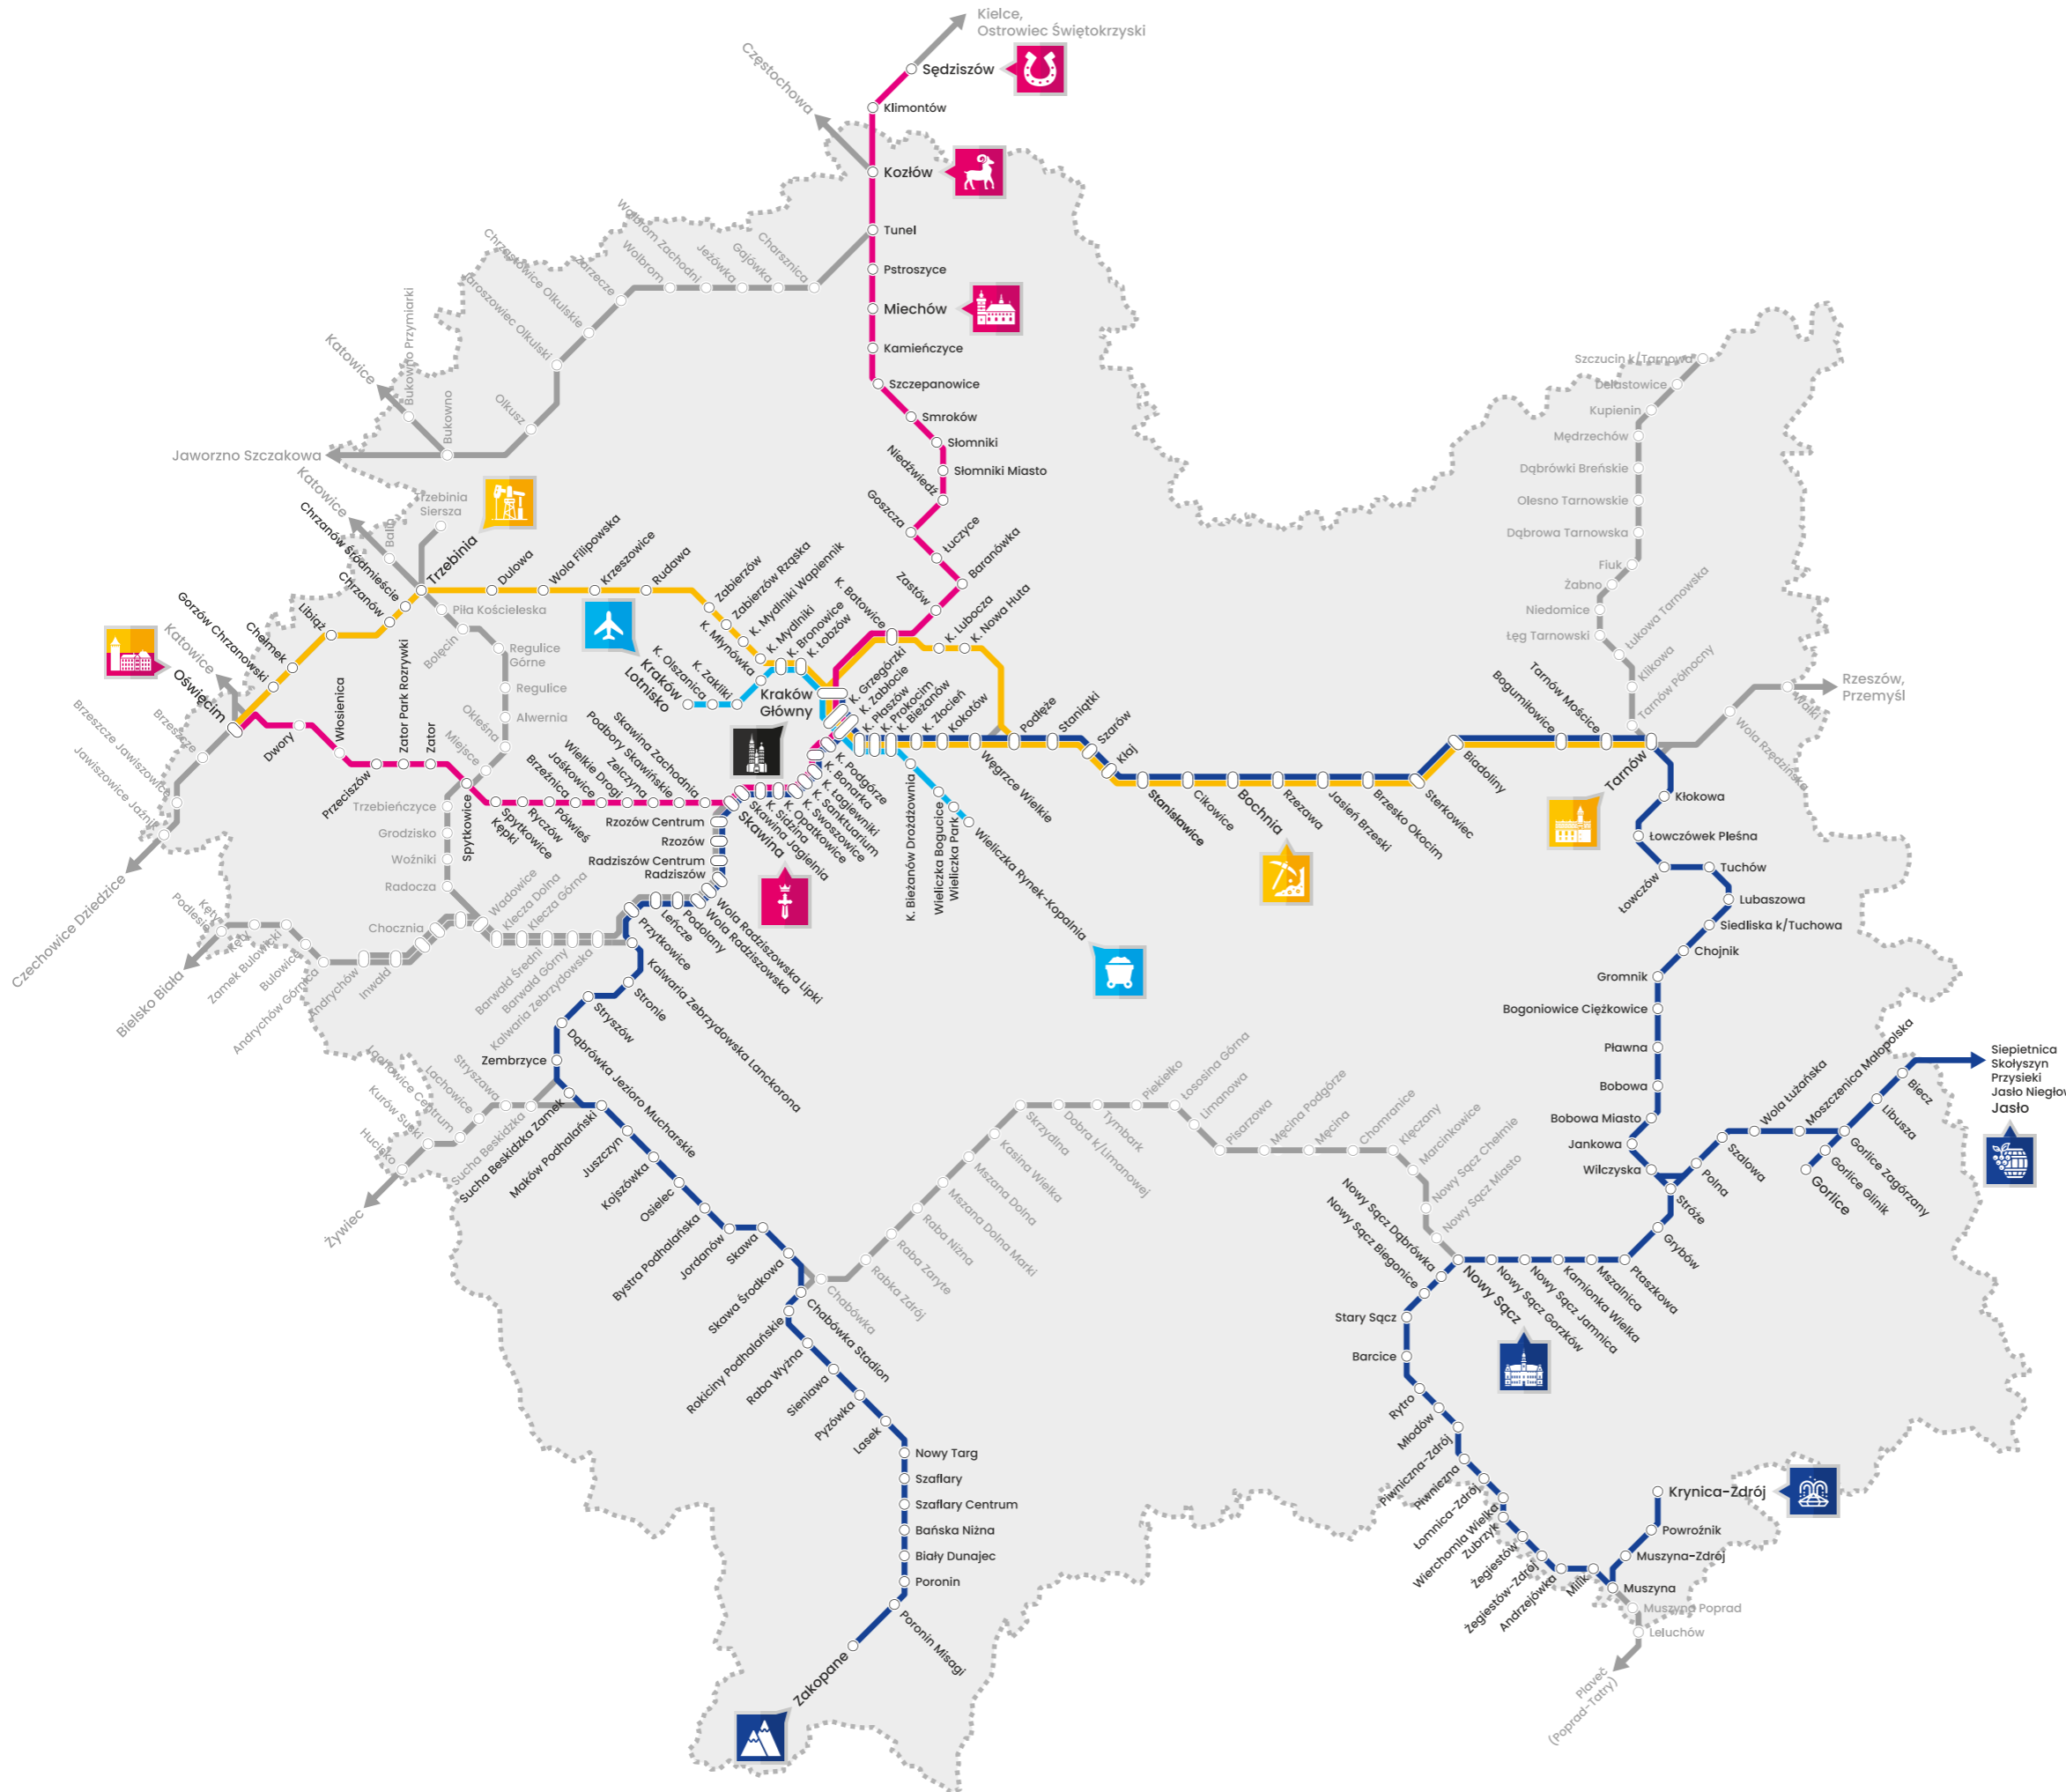 Kielce,
Ostrowiec Świętokrzyski
Częstochowa
Sędziszów
Klimontów
Kozłów
Tunel
Pstroszyce
Miechów
Kamieńczyce
Szczepanowice
Smroków
Słomniki
Słomniki Miasto
Niedźwiedź
Goszcza
Łuczyce
Baranówka
Zastów
K. Batowice
K. Lubocza
K. Nowa Huta
Charsznica
Gajówka
Jeżówka
Wolbrom Zachodni
Wolbrom
Zarzecze
Chrząstowice Olkuskie
Jaroszowiec Olkuski
Olkusz
Bukowno
Bukowno Przymiarki
Katowice
Jaworzno Szczakowa
Katowice
Balin
Trzebinia
Siersza
Trzebinia
Chrzanów Śródmieście
Chrzanów
Libiąż
Chełmek
Gorzów Chrzanowski
Oświęcim
Katowice
Dulowa
Wola Filipowska
Krzeszowice
Rudawa
Zabierzów
Zabierzów Rząska
K. Mydlniki Wapiennik
K. Mydlniki
K. Bronowice
K. Łobzów
K. Młynówka
K. Zakliki
K. Olszanica
Kraków
Lotnisko
Kraków
Główny
K. Grzegórzki
K. Zabłocie
K. Płaszów
K. Prokocim
K. Bieżanów
K. Złocień
Kokotów
Węgrzce Wielkie
Podłęże
Staniątki
Szarów
Kłaj
Stanisławice
Cikowice
Bochnia
Rzezawa
Jasień Brzeski
Brzesko Okocim
Sterkowiec
Biadoliny
Bogumiłowice
Tarnów Mościce
Tarnów
K. Bieżanów Drożdżownia
Wieliczka Bogucice
Wieliczka Park
Wieliczka Rynek-Kopalnia
K. Podgórze
K. Bonarka
K. Łagiewniki
K. Sanktuarium
K. Swoszowice
K. Opatkowice
K. Sidzina
Skawina Jagielnia
Skawina
Skawina Zachodnia
Podbory Skawińskie
Zelczyna
Wielkie Drogi
Jaśkowice
Brzeźnica
Półwieś
Ryczów
Spytkowice
Kępki
Spytkowice
Zator
Zator Park Rozrywki
Przeciszów
Włosienica
Dwory
Brzeszcze
Brzeszcze Jawiszowice
Jawiszowice Jaźnik
Czechowice Dziedzice
Piła Kościeleska
Bolęcin
Regulice
Górne
Regulice
Alwernia
Okleśna
Miejsce
Trzebieńczyce
Grodzisko
Woźniki
Radocza
Wadowice
Klecza Dolna
Klecza Górna
Barwałd Średni
Barwałd Górny
Kalwaria Zebrzydowska
Chocznia
Inwałd
Andrychów
Andrychów Górnica
Bulowice
Zamek Bulowicki
Kęty
Kęty
Podlesie
Bielsko Biała
Rzozów Centrum
Rzozów
Radziszów Centrum
Radziszów
Wola Radziszowska Lipki
Wola Radziszowska
Podolany
Leńcze
Przytkowice
Kalwaria Zebrzydowska Lanckorona
Stronie
Stryszów
Dąbrówka Jezioro Mucharskie
Zembrzyce
Sucha Beskidzka Zamek
Sucha Beskidzka
Stryszawa
Lachowice
Lachowice Centrum
Kurów Suski
Hucisko
Żywiec
Maków Podhalański
Juszczyn
Kojszówka
Osielec
Bystra Podhalańska
Jordanów
Skawa
Skawa Środkowa
Chabówka Stadion
Chabówka
Rokiciny Podhalańskie
Raba Wyżna
Sieniawa
Pyzówka
Lasek
Nowy Targ
Szaflary
Szaflary Centrum
Bańska Niżna
Biały Dunajec
Poronin
Poronin Misagi
Zakopane
Rabka Zdrój
Raba Zaryte
Raba Niżna
Mszana Dolna Marki
Mszana Dolna
Kasina Wielka
Skrzydlna
Dobra k/Limanowej
Tymbark
Piekiełko
Łososina Górna
Limanowa
Pisarzowa
Męcina Podgórze
Męcina
Chomranice
Klęczany
Marcinkowice
Nowy Sącz Chełmie
Nowy Sącz Miasto
Szczucin k/Tarnowa
Delastowice
Kupienin
Mędrzechów
Dąbrówki Breńskie
Olesno Tarnowskie
Dąbrowa Tarnowska
Fiuk
Żabno
Niedomice
Łęg Tarnowski
Łukowa Tarnowska
Klikowa
Tarnów Północny
Wola Rzędzińska
Wałki
Rzeszów,
Przemyśl
Kłokowa
Łowczówek Pleśna
Łowczów
Tuchów
Lubaszowa
Siedliska k/Tuchowa
Chojnik
Gromnik
Bogoniowice Ciężkowice
Pławna
Bobowa
Bobowa Miasto
Jankowa
Wilczyska
Stróże
Polna
Szalowa
Wola Łużańska
Moszczenica Małopolska
Gorlice Zagórzany
Gorlice Glinik
Gorlice
Libusza
Biecz
Siepietnica
Skołyszyn
Przysieki
Jasło Niegłow
Jasło
Grybów
Ptaszkowa
Mszalnica
Kamionka Wielka
Nowy Sącz Jamnica
Nowy Sącz Gorzków
Nowy Sącz
Nowy Sącz Dąbrówka
Nowy Sącz Biegonice
Stary Sącz
Barcice
Rytro
Młodów
Piwniczna-Zdrój
Piwniczna
Łomnica-Zdrój
Wierchomla Wielka
Zubrzyk
Żegiestów
Żegiestów-Zdrój
Andrzejówka
Milik
Muszyna
Muszyna-Zdrój
Powroźnik
Krynica-Zdrój
Muszyna Poprad
Leluchów
Plaveč
(Poprad-Tatry)